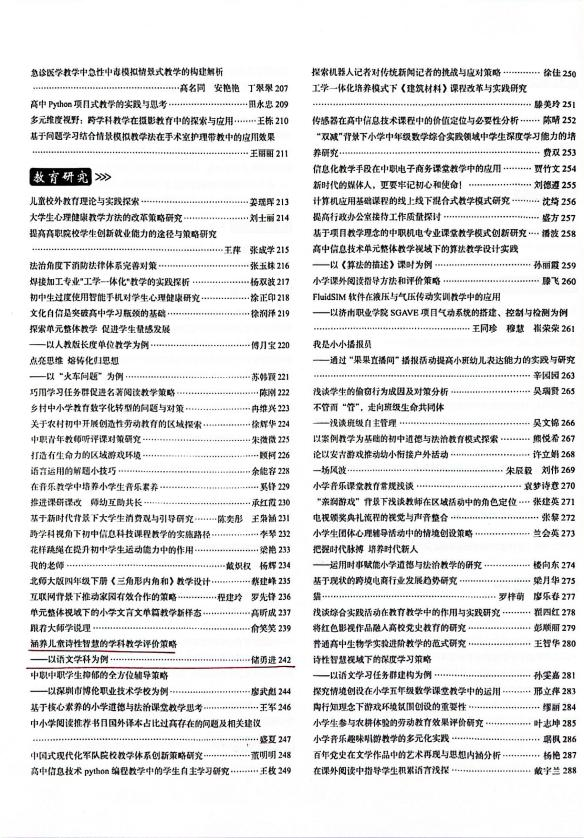 急诊医学教学中急性中毒模拟情景式教学的构建解析
高名同 安艳艳 丁翠翠 207
高中 Python 项目式教学的实践与思考 田永忠 209
多元维度视野：跨学科教学在摄影教育中的探索与应用 王栎 210
基于问题学习结合情景模拟教学法在手术室护理带教中的应用效果
王丽丽 211
教育研究 >>>
儿童校外教育理论与实践探索 姜瑶晖 213
大学生心理健康教学方法的改革策略研究 刘士丽 214
提高高职院校学生创新就业能力的途径与策略研究
王萍 张成学 215
法治角度下消防法律体系完善对策 张玉姝 216
焊接加工专业"工学一体化"教学的实践探析 杨双波 217
初中生过度使用智能手机对学生心理健康研究 徐正印 218
文化自信是突破高中学习瓶颈的基础 徐润泽 219
探索单元整体教学 促进学生量感发展
——以人教版长度单位教学为例 傅月宝 220
点亮思维 熔铸化归思想
——以“火车问题”为例 苏韩颖 221
巧用学习任务群促进名著阅读教学策略 陈刚 222
乡村中小学教育数字化转型的问题与对策 冉维兴 223
关于农村初中开展创造性劳动教育的区域探索 徐辉华 224
中职青年教师听评课对策研究 朱微微 225
打造有生命力的区域游戏环境 顾柯 226
语言运用的解题小技巧 余能容 228
在音乐教学中培养小学生音乐素养 奚锋 229
推进课研课改 师幼互助共长 承红霞 230
基于新时代背景下大学生消费观与引导研究 陈奕彤 王枭涵 231
跨学科视角下初中信息科技课程教学的实施路径 李琴 232
花样跳绳在提升初中学生运动能力中的作用 梁艳 233
我的老师 戴炽权 杨辉 234
北师大版四年级下册《三角形内角和》教学设计 蔡建峰 235
互联网背景下推动家园有效合作的策略 程建玲 罗先锋 236
单元整体视域下的小学文言文单篇教学新样态 高昕成 237
跟着大师学说理 俞笑笑 239
涵养儿童诗性智慧的学科教学评价策略
——以语文学科为例 储勇进 242
中职中职学生抑郁的全方位辅导策略
——以深圳市博伦职业技术学校为例 廖武彪 244
基于核心素养的小学道德与法治课堂教学思考 王军 246
中小学阅读推荐书目国外译本占比过高存在的问题及相关建议
盛夏 247
中国式现代化军队院校教学体系创新策略研究 董明明 248
高中信息技术 python 编程教学中的学生自主学习研究 王枚 249
探索机器人记者对传统新闻记者的挑战与应对策略 徐佳 250
工学一体化培养模式下《建筑材料》课程改革与实践研究
滕美玲 251
传感器在高中信息技术课程中的价值定位与必要性分析 陈晴 252
“双减”背景下小学中年级数学综合实践领域中学生深度学习能力的培
养研究 费双 253
信息化教学手段在中职电子商务课堂教学中的应用 贾竹文 254
新时代的媒体人，更要牢记初心和使命！ 刘德遵 255
计算机应用基础课程的线上线下混合式教学模式研究 沈绮 256
提高行政办公室接待工作质量探讨 盛方 257
基于项目教学理念的中职机电专业课堂教学模式创新研究 潘波 258
高中信息技术单元整体教学视域下的算法教学设计实践
——以《算法的描述》课时为例 孙丽霞 259
小学课外阅读指导方法和评价策略 滕飞 260
FluidSIM 软件在液压与气压传动实训教学中的应用
——以济南职业学院 SGAVE 项目气动系统的搭建、控制与检测为例
王同珍 穆慧 崔荣荣 261
我是小小播报员
——通过“果果直播间”播报活动提高小班幼儿表达能力的实践与研究
辛园园 263
浅谈学生的偷窃行为成因及对策分析 吴瑞赟 265
不管而“管”，走向班级生命共同体
——浅谈班级自主管理 吴文锦 266
以案例教学为基础的初中道德与法治教育模式探索 熊悦希 267
论以安吉游戏推动幼小衔接户外活动 许立娟 268
一场风波 朱辰毅 刘伟 269
小学音乐课堂教育常规浅谈 袁梦诗意 270
“亲润游戏”背景下浅谈教师在区域活动中的角色定位 张建英 271
电视颁奖典礼流程的视觉与声音整合 张黎 272
小学生团体心理辅导活动中的情境创设策略 兰会英 273
把握时代脉搏 培养时代新人
——运用时事赋能小学道德与法治教学的研究 楼向东 274
基于现状的跨境电商行业发展趋势研究 梁月华 275
猫 罗梓萌 廖乐春 277
浅谈综合实践活动在教育教学中的作用与实践研究 翟四红 278
将红色影视作品融入高校党史教育的研究 彭顺丽 279
普通高中生物学实验进阶教学的范式研究 王智华 280
诗性智慧视域下的深度学习策略
——以语文学习任务群建构为例 孙雯嘉 281
探究情境创设在小学五年级数学课堂教学中的运用 邢立萍 283
陶行知理念下游戏环境氛围创设的重要性 缪丽 284
小学生参与农耕体验的劳动教育效果评价研究 叶志坤 285
小学音乐趣味唱游教学的多元化实践 琚枫 286
百年党史在文学作品中的艺术再现与思想内涵分析 杨艳 287
在课外阅读中指导学生积累语言浅探 戴宇兰 288